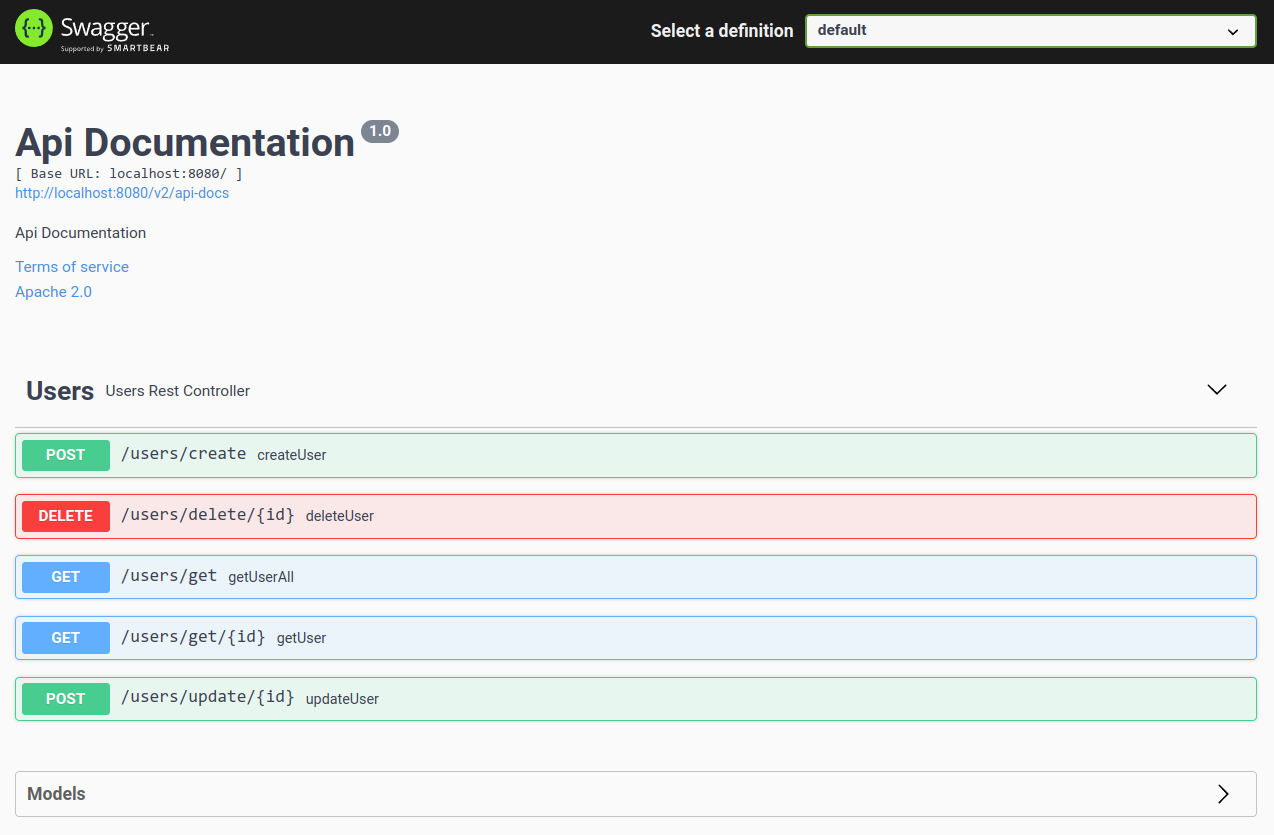 Swagger
Supported by SMARTBEAR
Select a definition
default
Api Documentation 1.0
[ Base URL: localhost:8080/ ]
http://localhost:8080/v2/api-docs
Api Documentation
Terms of service
Apache 2.0
Users Users Rest Controller
POST /users/create createUser
DELETE /users/delete/{id} deleteUser
GET /users/get getUserAll
GET /users/get/{id} getUser
POST /users/update/{id} updateUser
Models